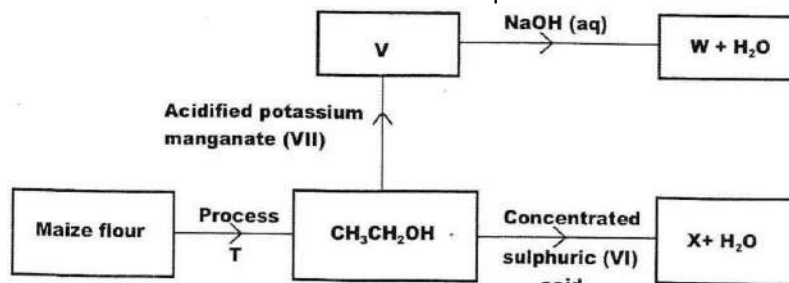 NaOH (aq)
V
W + H₂O
Acidified potassium
manganate (VII)
Maize flour
Process
T
CH₃CH₂OH
Concentrated
sulphuric (VI)
X+ H₂O